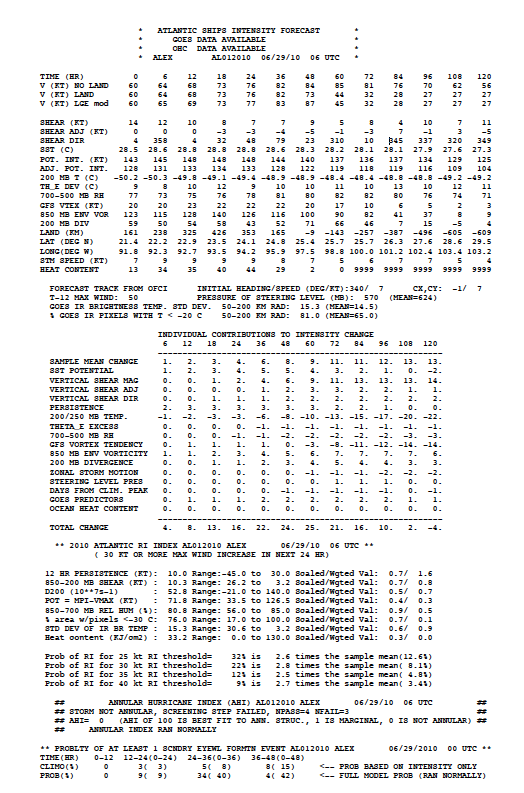 * ATLANTIC SHIPS INTENSITY FORECAST *
* GOES DATA AVAILABLE *
* OHC DATA AVAILABLE *
* ALEX AL012010 06/29/10 06 UTC *
TIME (HR) 0 6 12 18 24 36 48 60 72 84 96 108 120
V (KT) NO LAND 60 64 68 73 76 82 84 85 81 76 70 62 56
V (KT) LAND 60 64 68 73 76 82 73 44 32 28 27 27 27
V (KT) LGE mod 60 65 69 73 77 83 87 45 32 28 27 27 27
SHEAR (KT) 14 12 10 8 7 7 9 5 8 4 10 7 11
SHEAR ADJ (KT) 0 0 0 -3 -3 -4 -5 -1 -3 7 -1 3 -5
SHEAR DIR 4 358 4 32 48 79 23 310 10 345 337 320 349
SST (C) 28.5 28.6 28.8 28.8 28.8 28.6 28.3 28.2 28.1 28.1 27.9 27.6 27.3
POT. INT. (KT) 143 145 148 148 148 144 140 137 136 137 134 129 125
ADJ. POT. INT. 128 131 133 134 133 128 122 119 118 119 116 109 104
200 MB T (C) -50.2 -50.3 -49.8 -49.1 -49.4 -48.9 -48.9 -48.4 -48.4 -48.8 -48.8 -49.2 -49.2
TH_E DEV (C) 9 8 10 12 9 10 10 11 10 13 10 12 11
700-500 MB RH 77 73 75 76 78 81 80 82 82 80 76 74 71
GFS VTEX (KT) 20 20 23 22 22 22 20 17 10 6 5 2 3
850 MB ENV VOR 123 115 128 140 126 116 100 90 82 41 37 8 9
200 MB DIV 59 50 54 58 43 52 71 66 46 7 15 -5 4
LAND (KM) 161 238 325 426 353 165 -9 -143 -257 -387 -496 -605 -609
LAT (DEG N) 21.4 22.2 22.9 23.5 24.1 24.8 25.4 25.7 25.7 26.3 27.6 28.6 29.5
LONG(DEG W) 91.8 92.3 92.7 93.5 94.2 95.9 97.5 98.8 100.0 101.2 102.4 103.4 103.2
STM SPEED (KT) 7 9 9 9 9 8 7 6 5 6 7 5 4
HEAT CONTENT 13 34 35 40 44 29 2 0 9999 9999 9999 9999 9999
FORECAST TRACK FROM OFCI INITIAL HEADING/SPEED (DEG/KT):340/ 7 CX,CY: -1/ 7
T-12 MAX WIND: 50 PRESSURE OF STEERING LEVEL (MB): 570 (MEAN=624)
GOES IR BRIGHTNESS TEMP. STD DEV. 50-200 KM RAD: 15.3 (MEAN=14.5)
% GOES IR PIXELS WITH T < -20 C 50-200 KM RAD: 81.0 (MEAN=65.0)
INDIVIDUAL CONTRIBUTIONS TO INTENSITY CHANGE
6 12 18 24 36 48 60 72 84 96 108 120
----------------------------------------------------------
SAMPLE MEAN CHANGE 1. 2. 3. 4. 6. 8. 9. 11. 11. 12. 13. 13.
SST POTENTIAL 1. 2. 3. 4. 5. 5. 4. 3. 2. 1. 0. -2.
VERTICAL SHEAR MAG 0. 0. 1. 2. 4. 6. 9. 11. 13. 13. 13. 14.
VERTICAL SHEAR ADJ 0. 0. 0. 0. 1. 2. 3. 3. 2. 2. 1. 1.
VERTICAL SHEAR DIR 0. 0. 1. 1. 1. 2. 2. 2. 2. 2. 2. 2.
PERSISTENCE 2. 3. 3. 3. 3. 3. 3. 2. 2. 1. 0. 0.
200/250 MB TEMP. -1. -2. -3. -3. -6. -8. -10. -13. -15. -17. -20. -22.
THETA_E EXCESS 0. 0. 0. 0. -1. -1. -1. -1. -1. -1. -1. -1.
700-500 MB RH 0. 0. 0. -1. -1. -2. -2. -2. -2. -2. -3. -3.
GFS VORTEX TENDENCY 0. 1. 1. 1. 1. 0. -3. -8. -11. -12. -14. -14.
850 MB ENV VORTICITY 1. 1. 2. 3. 4. 5. 6. 7. 7. 7. 7. 6.
200 MB DIVERGENCE 0. 0. 1. 1. 2. 3. 4. 5. 4. 4. 3. 3.
ZONAL STORM MOTION 0. 0. 0. 0. 0. 0. -1. -1. -1. -2. -2. -2.
STEERING LEVEL PRES 0. 0. 0. 0. 0. 0. 0. 1. 1. 1. 0. 0.
DAYS FROM CLIM. PEAK 0. 0. 0. 0. 0. -1. -1. -1. -1. 0. 0. -1.
GOES PREDICTORS 0. 1. 1. 1. 2. 2. 2. 2. 2. 2. 1. 1.
OCEAN HEAT CONTENT 0. 0. 0. 0. 0. 0. 0. 0. 0. 0. 0. 0.
----------------------------------------------------------
TOTAL CHANGE 4. 8. 13. 16. 22. 24. 25. 21. 16. 10. 2. -4.
** 2010 ATLANTIC RI INDEX AL012010 ALEX 06/29/10 06 UTC **
( 30 KT OR MORE MAX WIND INCREASE IN NEXT 24 HR)
12 HR PERSISTENCE (KT): 10.0 Range:-45.0 to 30.0 Scaled/Wgted Val: 0.7/ 1.6
850-200 MB SHEAR (KT) : 10.3 Range: 26.2 to 3.2 Scaled/Wgted Val: 0.7/ 0.8
D200 (10**7s-1) : 52.8 Range:-21.0 to 140.0 Scaled/Wgted Val: 0.5/ 0.7
POT = MPI-VMAX (KT) : 71.8 Range: 33.5 to 126.5 Scaled/Wgted Val: 0.4/ 0.3
850-700 MB REL HUM (%): 80.8 Range: 56.0 to 85.0 Scaled/Wgted Val: 0.9/ 0.5
% area w/pixels <-30 C: 76.0 Range: 17.0 to 100.0 Scaled/Wgted Val: 0.7/ 0.1
STD DEV OF IR BR TEMP : 15.3 Range: 30.6 to 3.2 Scaled/Wgted Val: 0.6/ 0.9
Heat content (KJ/cm2) : 33.2 Range: 0.0 to 130.0 Scaled/Wgted Val: 0.3/ 0.0
Prob of RI for 25 kt RI threshold= 32% is 2.6 times the sample mean(12.6%)
Prob of RI for 30 kt RI threshold= 22% is 2.8 times the sample mean( 8.1%)
Prob of RI for 35 kt RI threshold= 12% is 2.5 times the sample mean( 4.8%)
Prob of RI for 40 kt RI threshold= 9% is 2.7 times the sample mean( 3.4%)
## ANNULAR HURRICANE INDEX (AHI) AL012010 ALEX 06/29/10 06 UTC ##
## STORM NOT ANNULAR, SCREENING STEP FAILED, NPASS=4 NFAIL=3 ##
## AHI= 0 (AHI OF 100 IS BEST FIT TO ANN. STRUC., 1 IS MARGINAL, 0 IS NOT ANNULAR) ##
## ANNULAR INDEX RAN NORMALLY
** PROBLTY OF AT LEAST 1 SCNDRY EYEWL FORMTN EVENT AL012010 ALEX 06/29/2010 00 UTC **
TIME(HR) 0-12 12-24(0-24) 24-36(0-36) 36-48(0-48)
CLIMO(%) 0 3( 3) 5( 8) 8( 15) <-- PROB BASED ON INTENSITY ONLY
PROB(%) 0 9( 9) 34( 40) 4( 42) <-- FULL MODEL PROB (RAN NORMALLY)